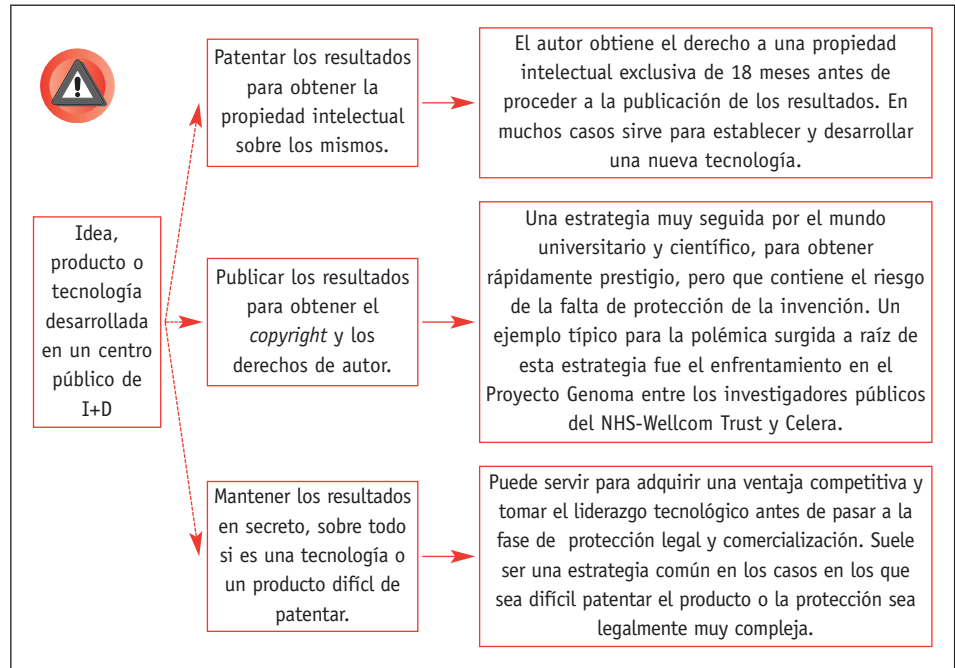 Patentar los resultados
para obtener la
propiedad intelectual
sobre los mismos.
El autor obtiene el derecho a una propiedad
intelectual exclusiva de 18 meses antes de
proceder a la publicación de los resultados. En
muchos casos sirve para establecer y desarrollar
una nueva tecnología.
Idea,
producto o
tecnología
desarrollada
en un centro
público de
I+D
Publicar los resultados
para obtener el
copyright y los
derechos de autor.
Una estrategia muy seguida por el mundo
universitario y científico, para obtener
rápidamente prestigio, pero que contiene el riesgo
de la falta de protección de la invención. Un
ejemplo típico para la polémica surgida a raíz de
esta estrategia fue el enfrentamiento en el
Proyecto Genoma entre los investigadores públicos
del NHS-Wellcom Trust y Celera.
Mantener los resultados
en secreto, sobre todo
si es una tecnología o
un producto difícl de
patentar.
Puede servir para adquirir una ventaja competitiva y
tomar el liderazgo tecnológico antes de pasar a la
fase de protección legal y comercialización. Suele
ser una estrategia común en los casos en los que
sea difícil patentar el producto o la protección sea
legalmente muy compleja.